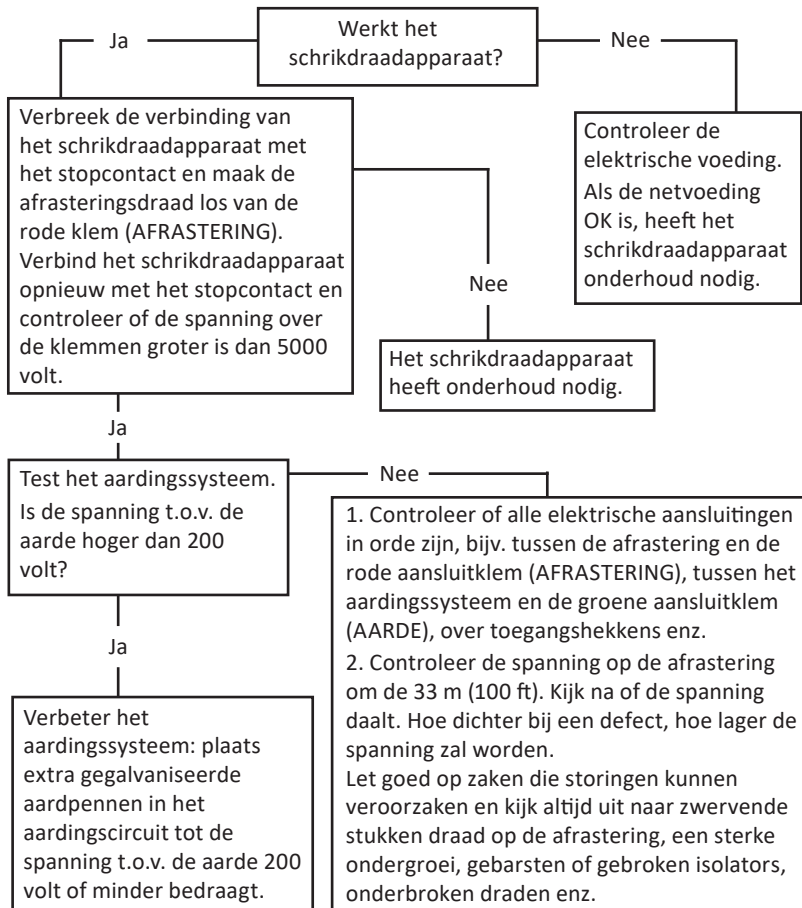 Werkt het
schrikdraadapparaat?
Ja
Nee
Verbreek de verbinding van
het schrikdraadapparaat met
het stopcontact en maak de
afrasteringsdraad los van de
rode klem (AFRASTERING).
Verbind het schrikdraadapparaat
opnieuw met het stopcontact en
controleer of de spanning over
de klemmen groter is dan 5000
volt.
Controleer de
elektrische voeding.
Als de netvoeding
OK is, heeft het
schrikdraadapparaat
onderhoud nodig.
Nee
Het schrikdraadapparaat
heeft onderhoud nodig.
Ja
Test het aardingssysteem.
Is de spanning t.o.v. de
aarde hoger dan 200
volt?
Nee
1. Controleer of alle elektrische aansluitingen
in orde zijn, bijv. tussen de afrastering en de
rode aansluitklem (AFRASTERING), tussen het
aardingssysteem en de groene aansluitklem
(AARDE), over toegangshekkens enz.
2. Controleer de spanning op de afrastering
om de 33 m (100 ft). Kijk na of de spanning
daalt. Hoe dichter bij een defect, hoe lager de
spanning zal worden.
Let goed op zaken die storingen kunnen
veroorzaken en kijk altijd uit naar zwervende
stukken draad op de afrastering, een sterke
ondergroei, gebarsten of gebroken isolators,
onderbroken draden enz.
Ja
Verbeter het
aardingssysteem: plaats
extra gegalvaniseerde
aardpennen in het
aardingscircuit tot de
spanning t.o.v. de aarde 200
volt of minder bedraagt.